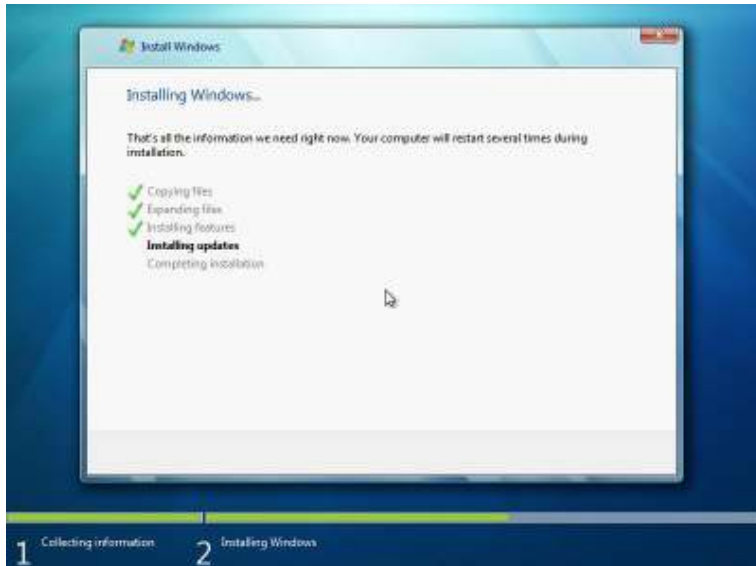 Install Windows
Installing Windows...
That's all the information we need right now. Your computer will restart several times during
installation.
Copying files
Expanding files
Installing features
Installing updates
Completing installation
1 Collecting information 2 Installing Windows